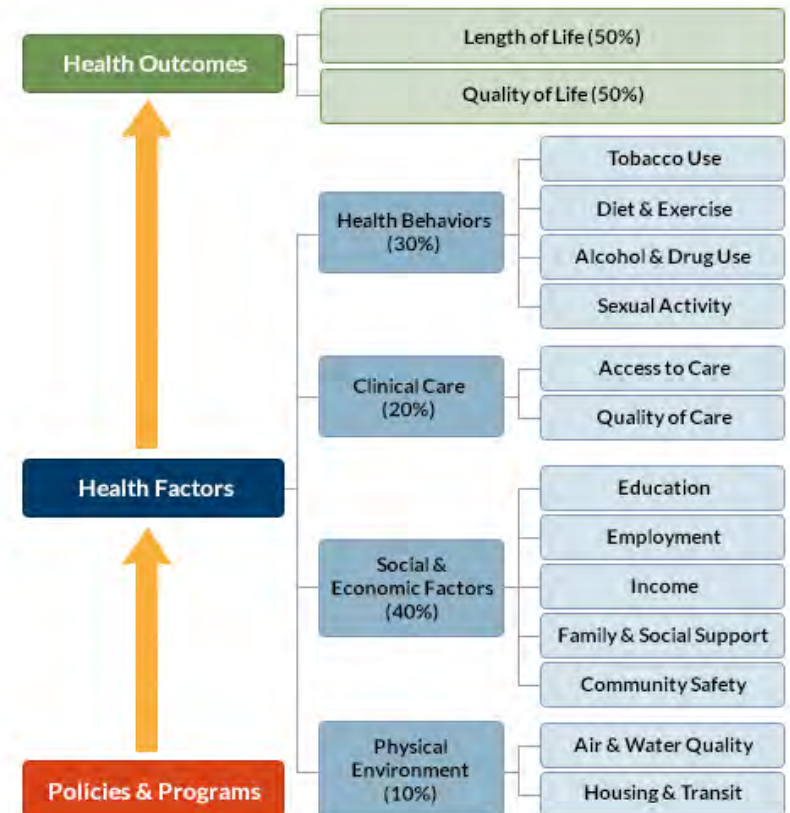 Health Outcomes
Length of Life (50%)
Quality of Life (50%)
Health Factors
Health Behaviors
(30%)
Tobacco Use
Diet & Exercise
Alcohol & Drug Use
Sexual Activity
Clinical Care
(20%)
Access to Care
Quality of Care
Social &
Economic Factors
(40%)
Education
Employment
Income
Family & Social Support
Community Safety
Physical
Environment
(10%)
Air & Water Quality
Housing & Transit
Policies & Programs